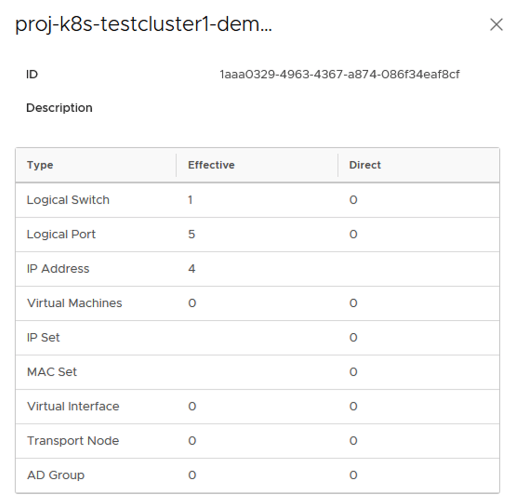 proj-k8s-testcluster1-dem...
ID 1aaa0329-4963-4367-a874-086f34eaf8cf
Description
Type Effective Direct
Logical Switch 1 0
Logical Port 5 0
IP Address 4
Virtual Machines 0 0
IP Set 0
MAC Set 0
Virtual Interface 0 0
Transport Node 0 0
AD Group 0 0